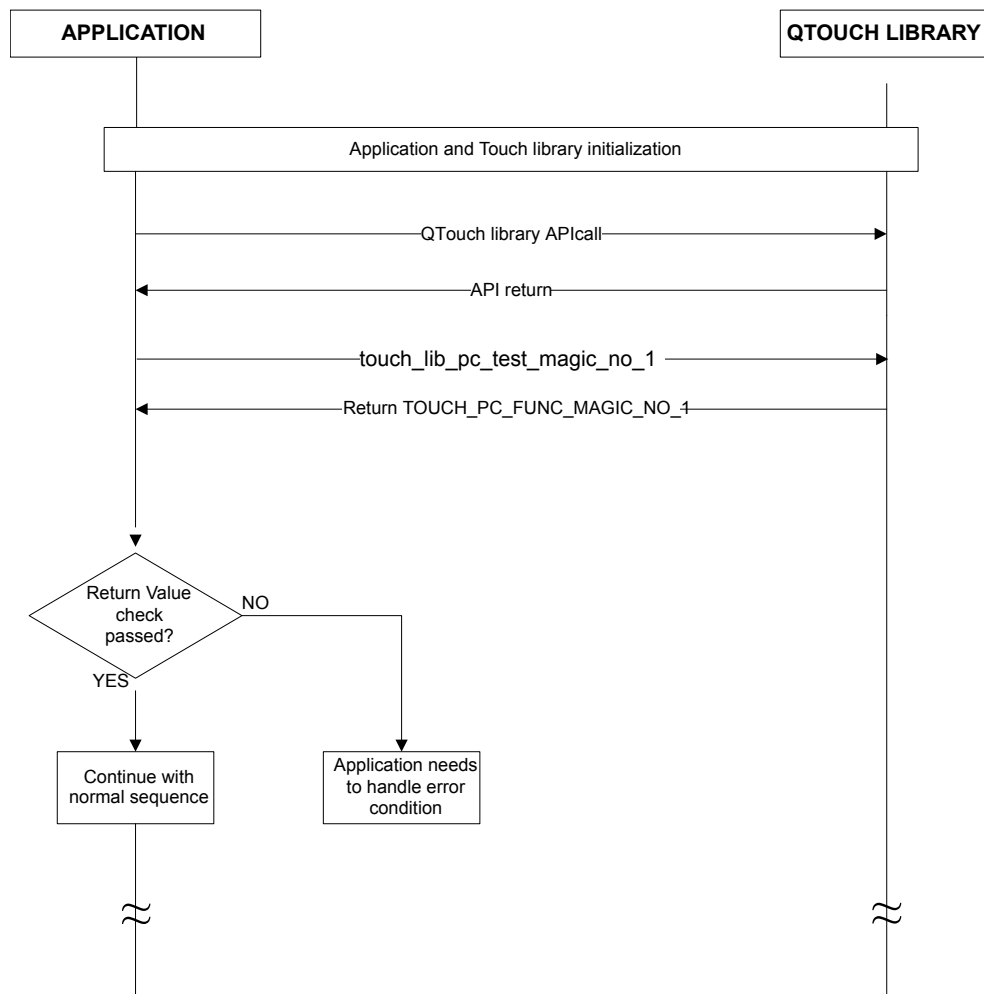 APPLICATION
QTOUCH LIBRARY
Application and Touch library initialization
QTouch library APIcall
API return
touch_lib_pc_test_magic_no_1
Return TOUCH_PC_FUNC_MAGIC_NO_1
Return Value
check
passed?
NO
YES
Continue with
normal sequence
Application needs
to handle error
condition